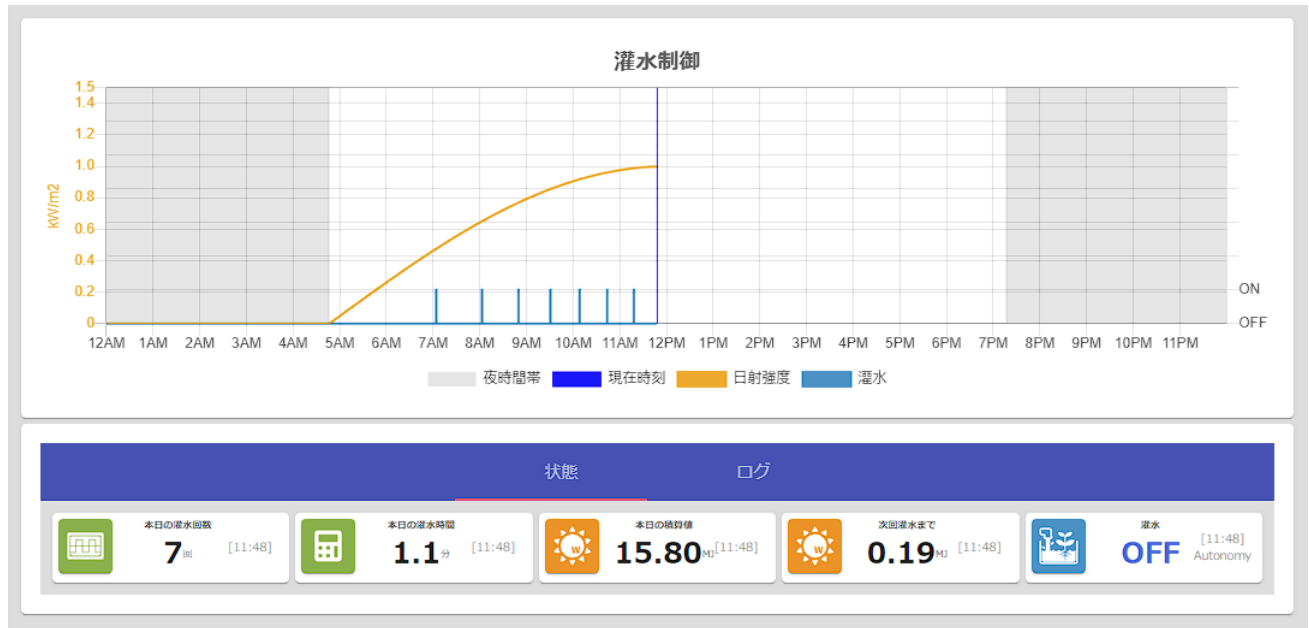 灌水制御
1.5
1.4
1.2
1.0
0.8
0.6
0.4
0.2
0
kW/m2
ON
OFF
12AM 1AM 2AM 3AM 4AM 5AM 6AM 7AM 8AM 9AM 10AM 11AM 12PM 1PM 2PM 3PM 4PM 5PM 6PM 7PM 8PM 9PM 10PM 11PM
夜時間帯 現在時刻 日射強度 灌水
状態 ログ
本日の灌水回数
7回 [11:48]
本日の灌水時間
1.1分 [11:48]
W
本日の積算値
15.80MJ [11:48]
W
次回灌水まで
0.19MJ [11:48]
灌水
OFF [11:48]
Autonomy